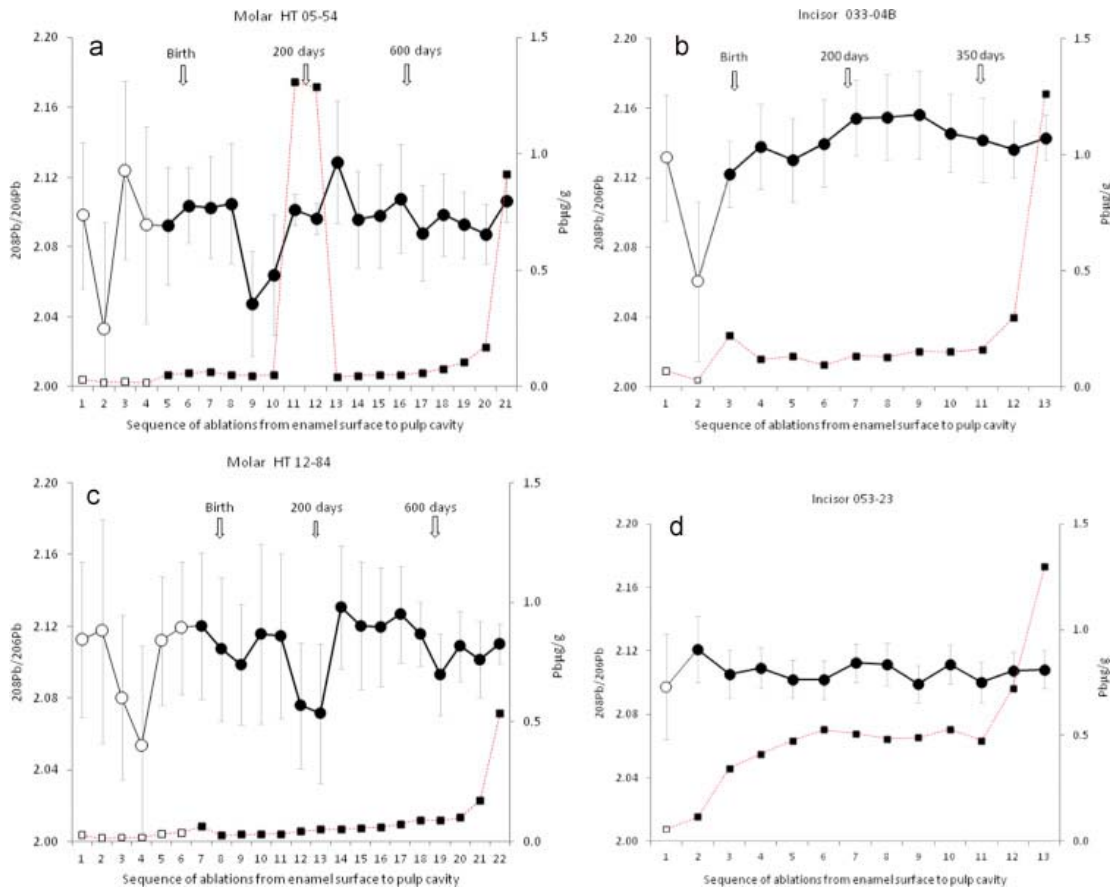 Molar HT 05-54
a
Birth 200 days 600 days
2.20
2.16
2.12
2.08
2.04
2.00
208Pb/206Pb
1.5
1.0
0.5
0.0
Pbµg/g
1 2 3 4 5 6 7 8 9 10 11 12 13 14 15 16 17 18 19 20 21
Sequence of ablations from enamel surface to pulp cavity
Incisor 033-04B
b
Birth 200 days 350 days
2.20
2.16
2.12
2.08
2.04
2.00
208Pb/206Pb
1.5
1.0
0.5
0.0
Pbµg/g
1 2 3 4 5 6 7 8 9 10 11 12 13
Sequence of ablations from enamel surface to pulp cavity
Molar HT 12-84
c
Birth 200 days 600 days
2.20
2.16
2.12
2.08
2.04
2.00
208Pb/206Pb
1.5
1.0
0.5
0.0
Pbµg/g
1 2 3 4 5 6 7 8 9 10 11 12 13 14 15 16 17 18 19 20 21 22
Sequence of ablations from enamel surface to pulp cavity
Incisor 053-23
d
2.20
2.16
2.12
2.08
2.04
2.00
208Pb/206Pb
1.5
1.0
0.5
0.0
Pbµg/g
1 2 3 4 5 6 7 8 9 10 11 12 13
Sequence of ablations from enamel surface to pulp cavity